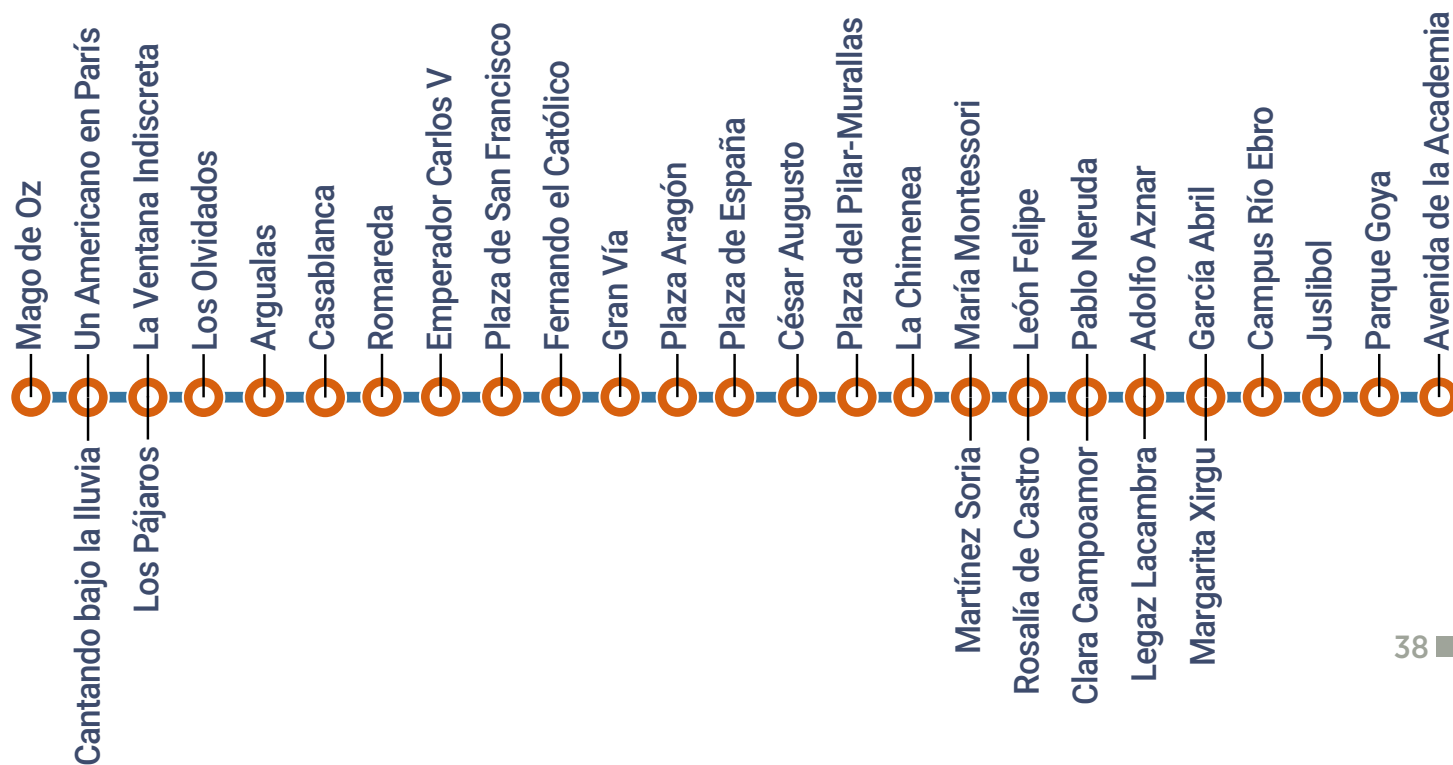 Mago de Oz
Un Americano en París
La Ventana Indiscreta
Los Olvidados
Argualas
Casablanca
Romareda
Emperador Carlos V
Plaza de San Francisco
Fernando el Católico
Gran Vía
Plaza Aragón
Plaza de España
César Augusto
Plaza del Pilar-Murallas
La Chimenea
María Montessori
León Felipe
Pablo Neruda
Adolfo Aznar
García Abril
Campus Río Ebro
Juslibol
Parque Goya
Avenida de la Academia
Cantando bajo la lluvia
Los Pájaros
Martínez Soria
Rosalía de Castro
Clara Campoamor
Legaz Lacambra
Margarita Xirgu
38